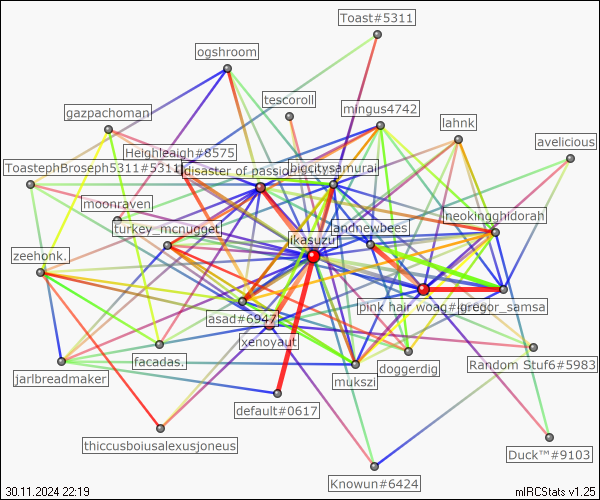 Toast#5311
ogshroom
tescoroll
gazpachoman
mingus4742
lahnk
avelicious
Heighleaigh#8575
ToastephBroseph5311#5311
disaster of passion
bigcitysamurai
moonraven
turkey_mcnugget
ikasuzu
andnewbees
neokingghidorah
zeehonk.
asad#6947
pink hair woag#
gregor_samsa
xenoyaut
facadas.
jarlbreadmaker
mukszi
doggerdig
Random Stuf6#5983
default#0617
thiccusboiusalexusjoneus
Duck™#9103
Knowun#6424
30.11.2024 22:19
mIRCStats v1.25